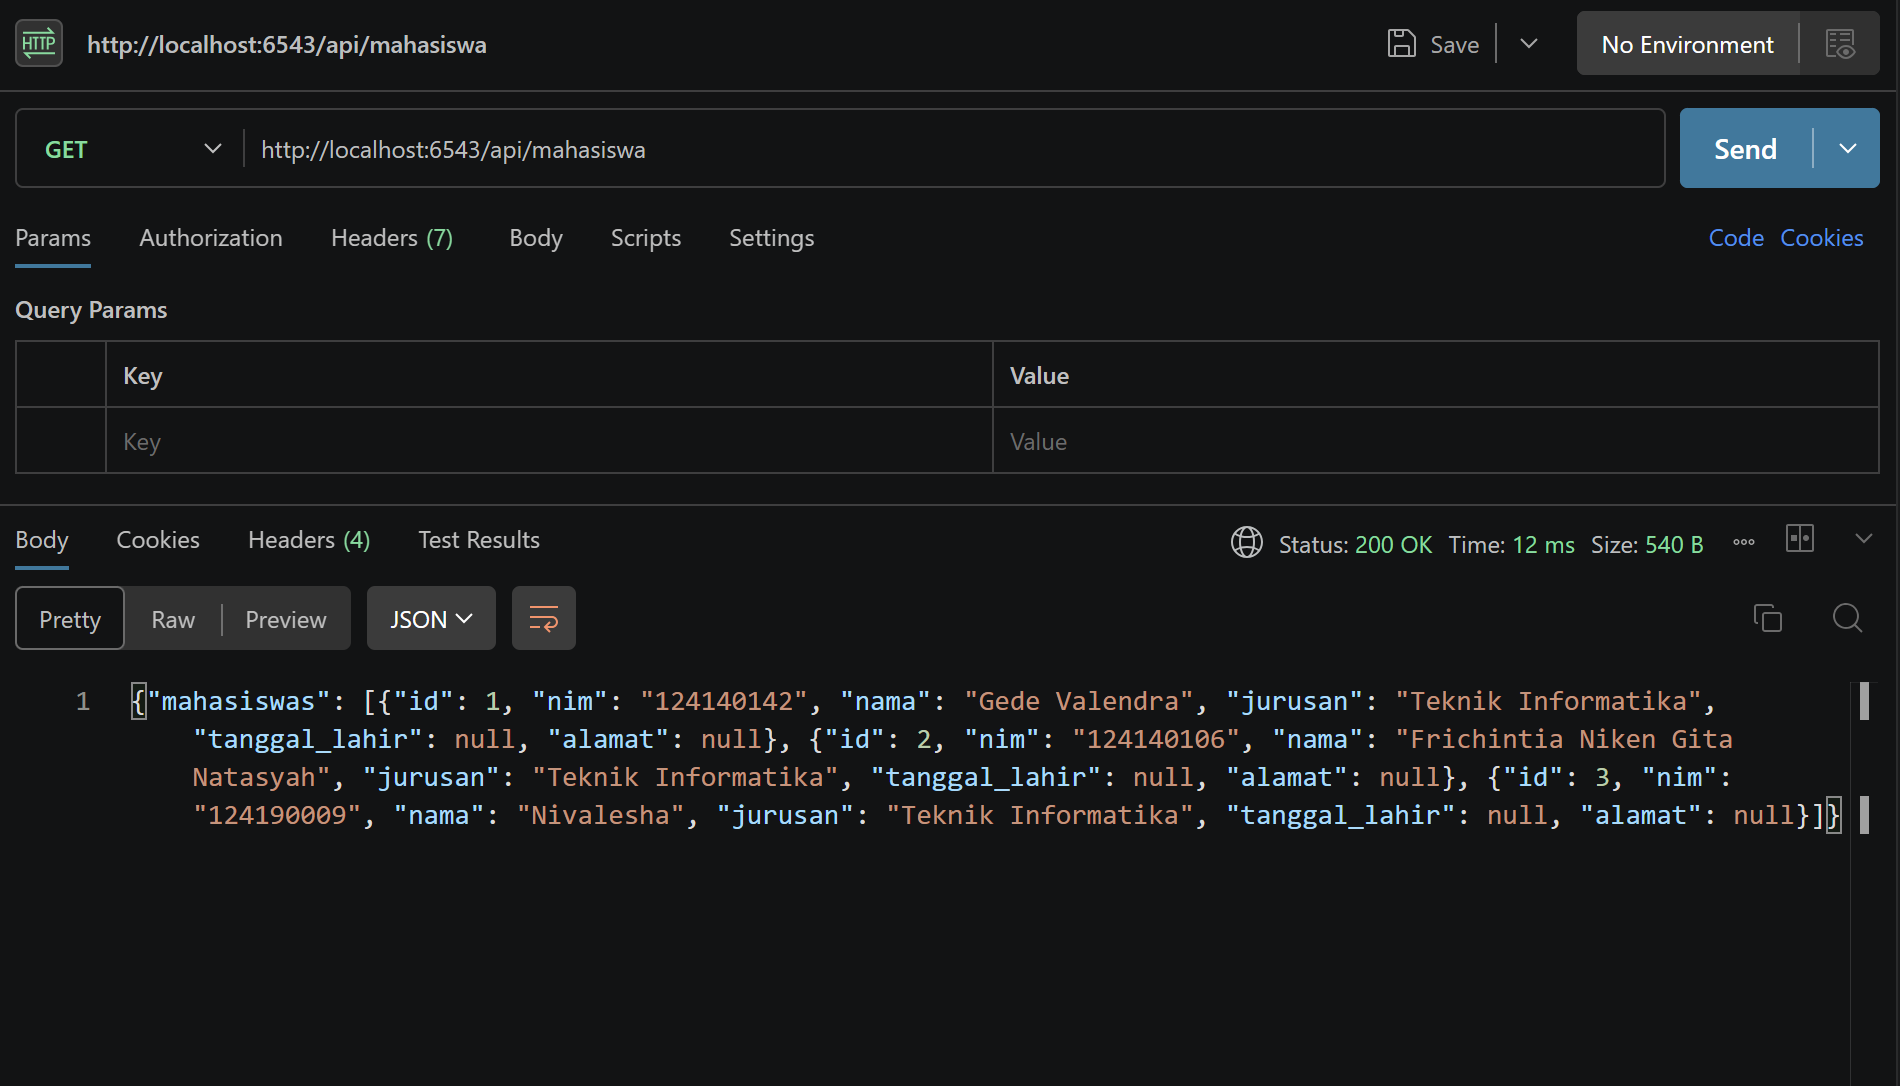 HTTP http://localhost:6543/api/mahasiswa Save No Environment
GET http://localhost:6543/api/mahasiswa Send
Params Authorization Headers (7) Body Scripts Settings Code Cookies
Query Params
Key Value
Key Value
Body Cookies Headers (4) Test Results Status: 200 OK Time: 12 ms Size: 540 B
Pretty Raw Preview JSON
1 {"mahasiswas": [{"id": 1, "nim": "124140142", "nama": "Gede Valendra", "jurusan": "Teknik Informatika",
"tanggal_lahir": null, "alamat": null}, {"id": 2, "nim": "124140106", "nama": "Frichintia Niken Gita
Natasyah", "jurusan": "Teknik Informatika", "tanggal_lahir": null, "alamat": null}, {"id": 3, "nim":
"124190009", "nama": "Nivalesha", "jurusan": "Teknik Informatika", "tanggal_lahir": null, "alamat": null}]}